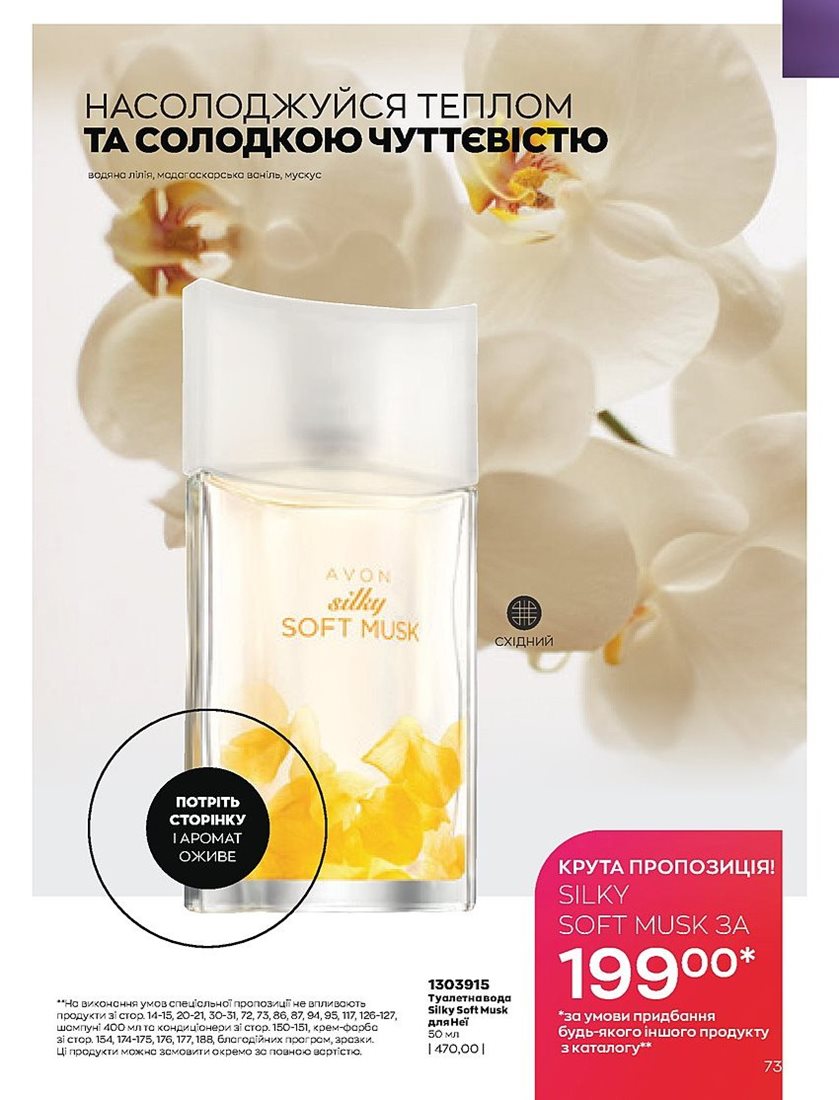 НАСОЛОДЖУЙСЯ ТЕПЛОМ
ТА СОЛОДКОЮ ЧУТТЄВІСТЮ
водяна лілія, мадагаскарська ваніль, мускус
AVON
silky
SOFT MUSK
СХІДНИЙ
ПОТРІТЬ
СТОРІНКУ
І АРОМАТ
ОЖИВЕ
КРУТА ПРОПОЗИЦІЯ!
SILKY
SOFT MUSK ЗА
19900*
*за умови придбання
будь-якого іншого продукту
з каталогу**
1303915
Туалетна вода
Silky Soft Musk
для Неї
50 мл
| 470,00 |
**На виконання умов спеціальної пропозиції не впливають
продукти зі стор. 14-15, 20-21, 30-31, 72, 73, 86, 87, 94, 95, 117, 126-127,
шампуні 400 мл та кондиціонери зі стор. 150-151, крем-фарба
зі стор. 154, 174-175, 176, 177, 188, благодійних програм, зразки.
Ці продукти можна замовити окремо за повною вартістю.
73